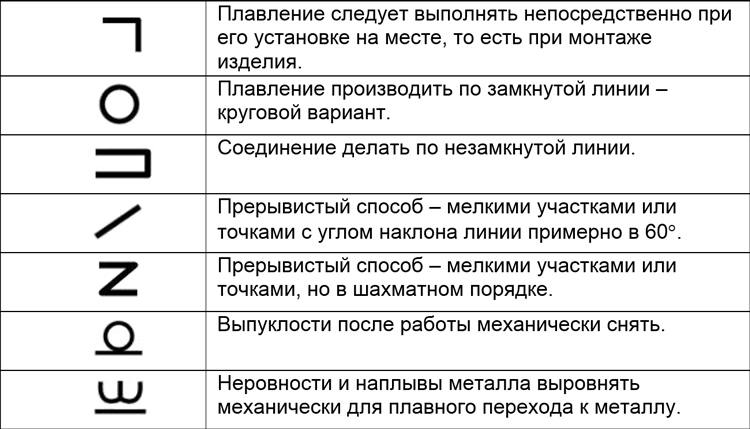 Плавление следует выполнять непосредственно при
его установке на месте, то есть при монтаже
изделия.
Плавление производить по замкнутой линии –
круговой вариант.
Соединение делать по незамкнутой линии.
Прерывистый способ – мелкими участками или
точками с углом наклона линии примерно в 60°.
Прерывистый способ – мелкими участками или
точками, но в шахматном порядке.
Выпуклости после работы механически снять.
Неровности и наплывы металла выровнять
механически для плавного перехода к металлу.